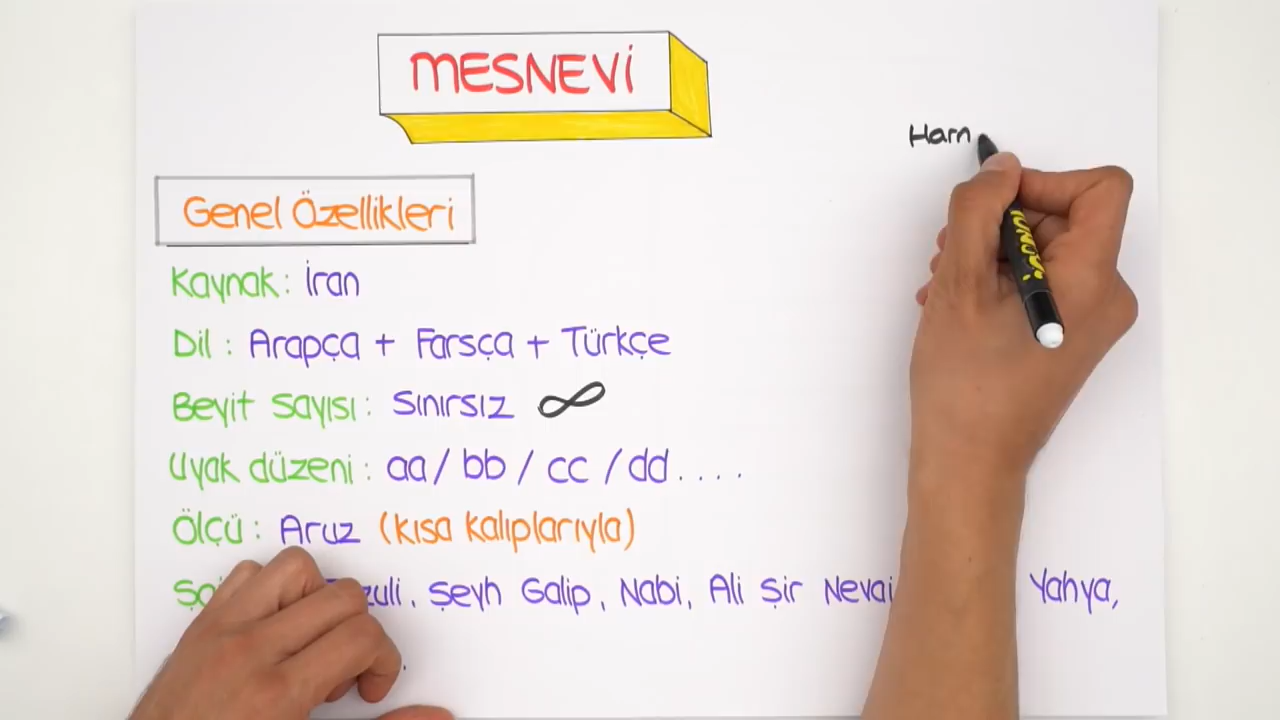 MESNEVİ
Ham
Genel Özellikleri
Kaynak: İran
Dil: Arapça + Farsça + Türkçe
Beyit sayısı: Sınırsız ∞
Uyak düzeni: aa / bb / cc / dd ....
Ölçü: Aruz (kısa kalıplarıyla)
Şeyh Galip, Nabi, Ali Şir Nevai Yahya,